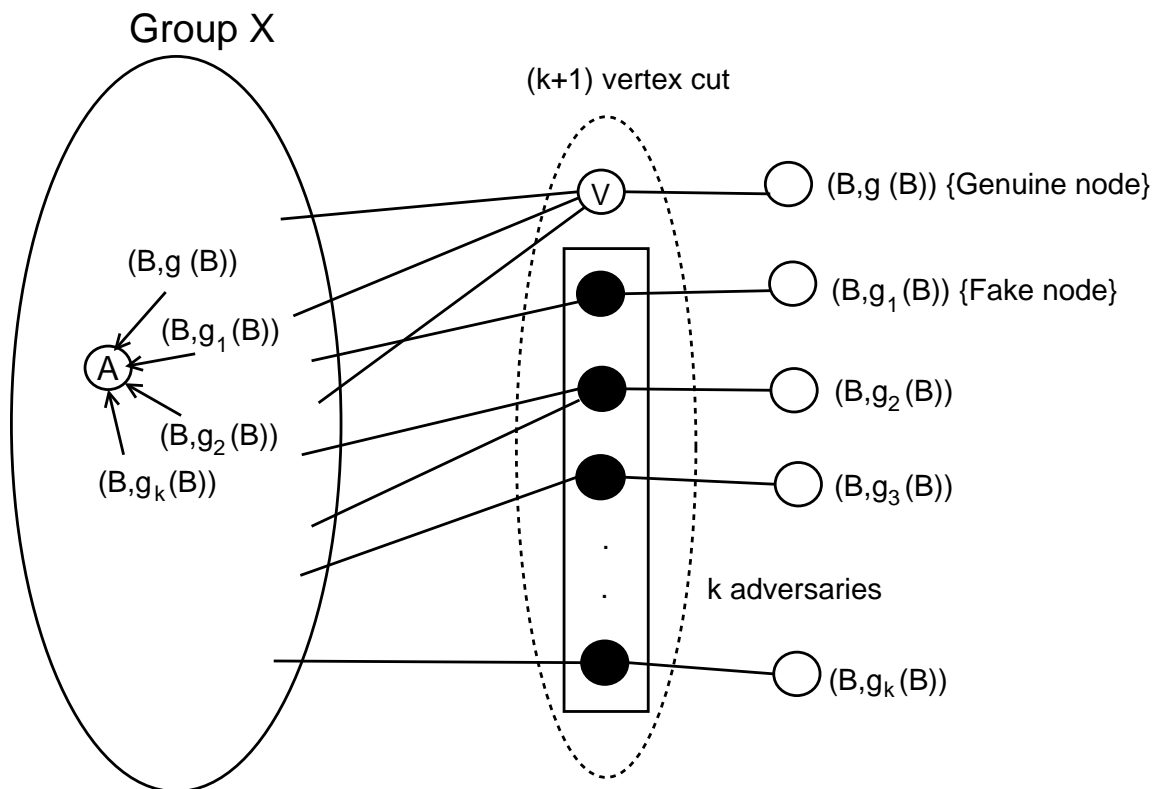 Group X
(k+1) vertex cut
V
(B,g (B)) {Genuine node}
(B,g (B))
(B,g1(B)) {Fake node}
(B,g1(B))
A
(B,g2(B))
(B,g2(B))
(B,gk(B))
(B,g3(B))
.
.
k adversaries
(B,gk(B))